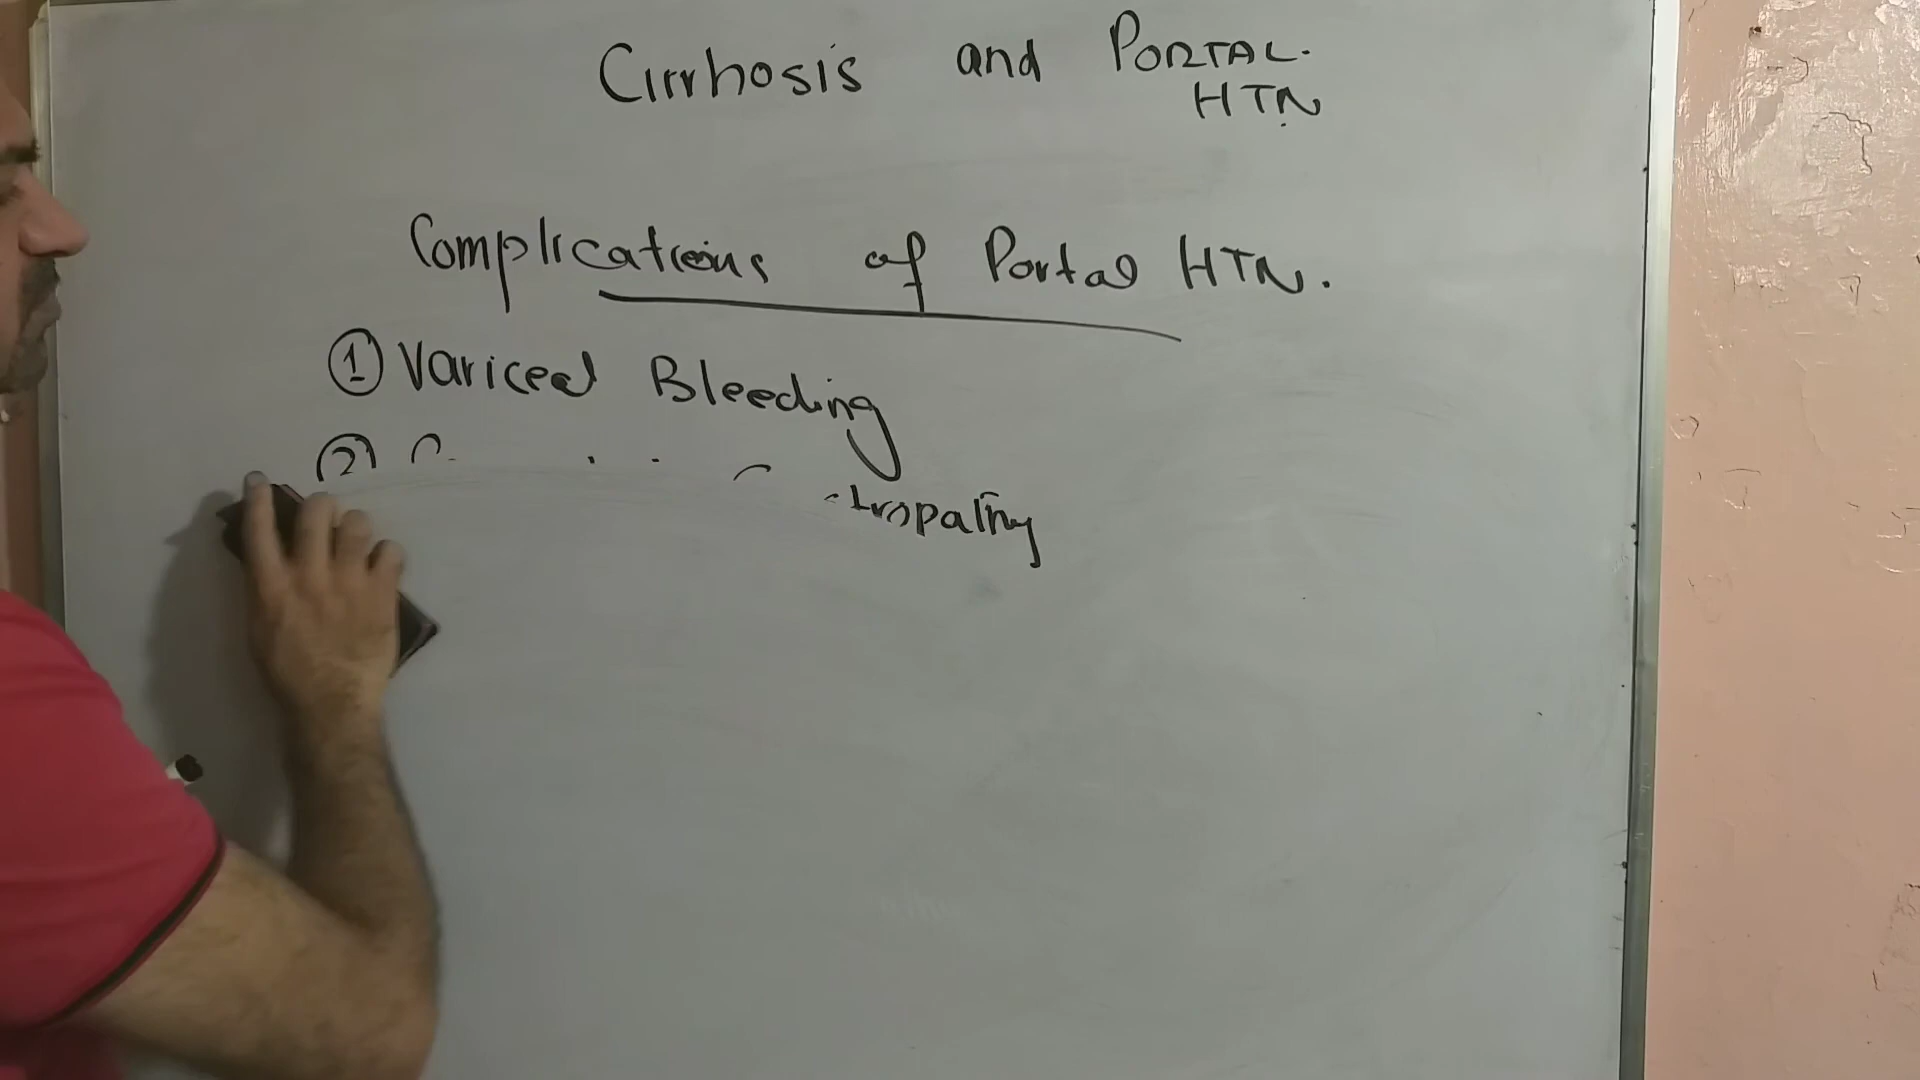 Cirrhosis and PORTAL.
HTN
Complications of Portal HTN.
① Variceal Bleeding
②
tropathy